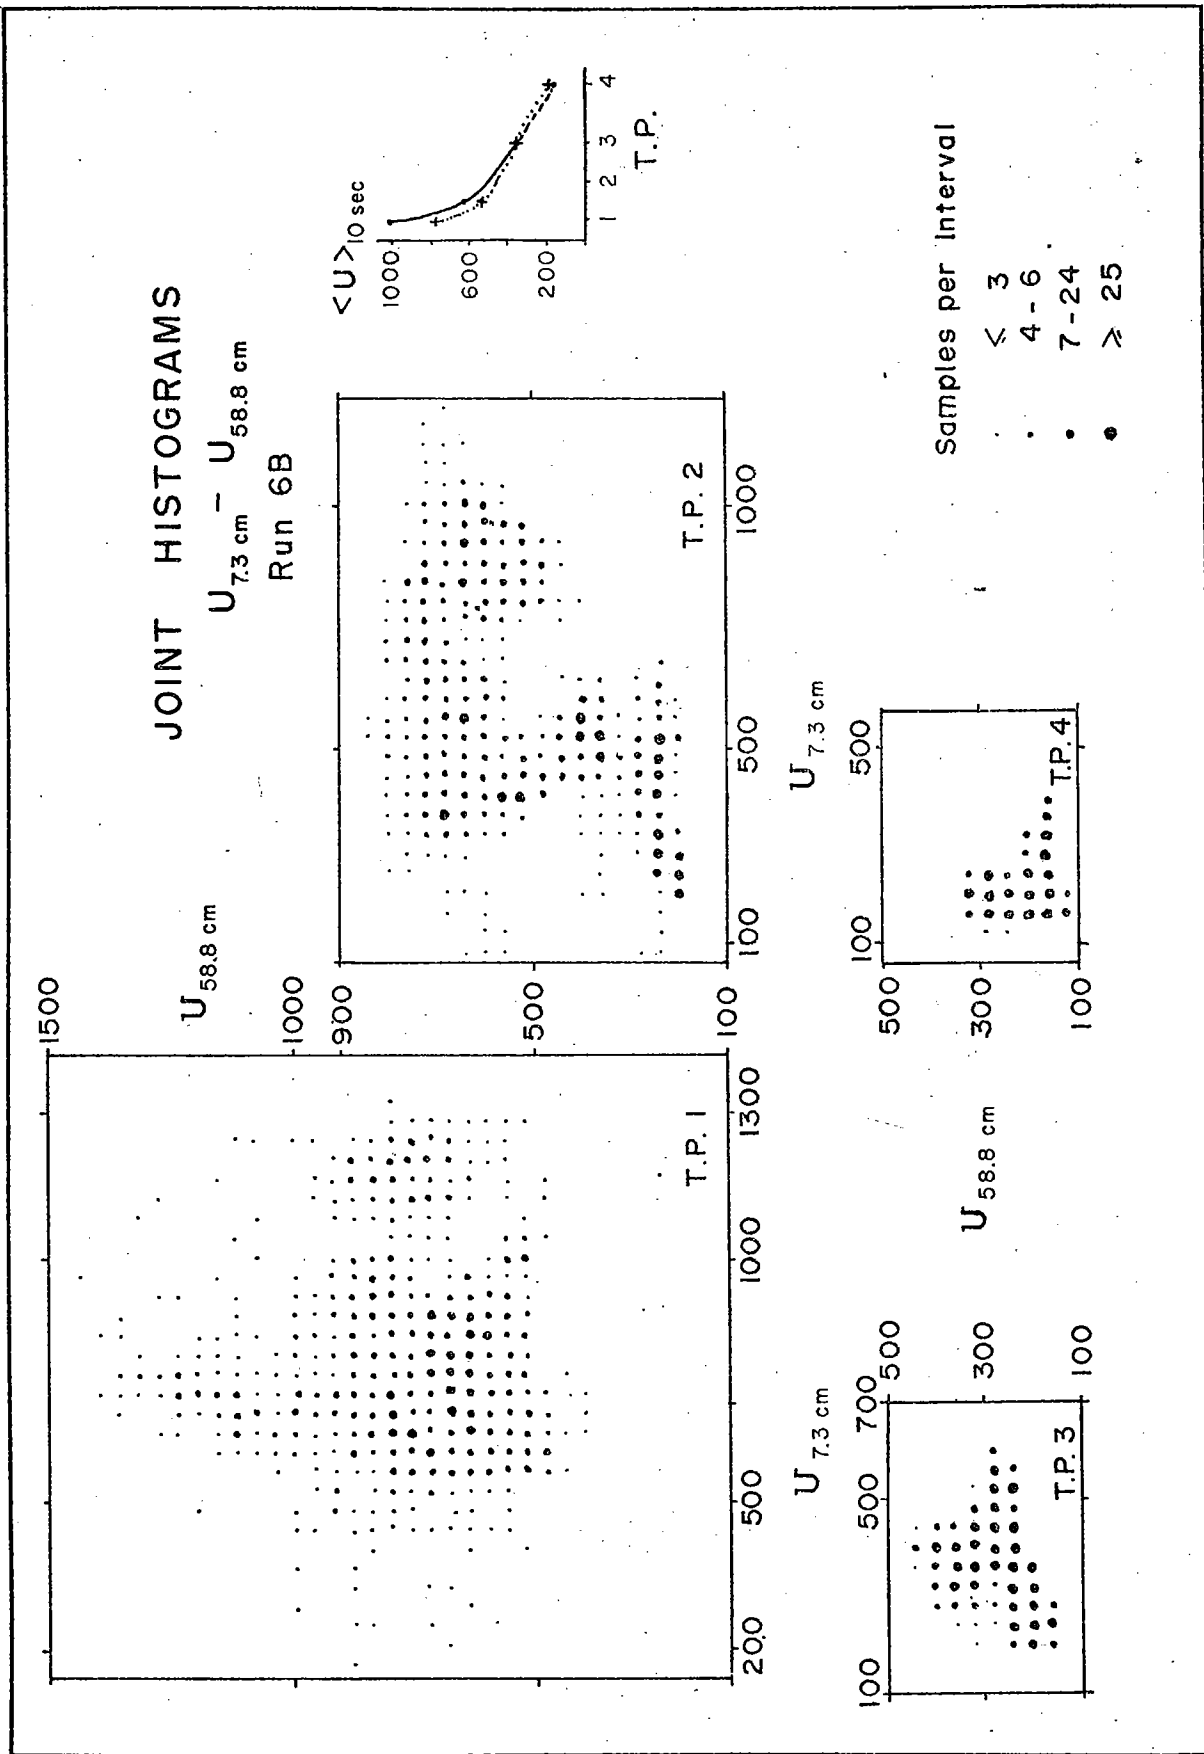 JOINT HISTOGRAMS
U7.3 cm – U58.8 cm
Run 6B
<U>10 sec
1000
600
200
1 2 3 4
T.P.
U58.8 cm
1500
1000
500
T.P. 1
200 500 1000 1300
U7.3 cm
900
500
100
T.P. 2
100 500 1000
U7.3 cm
U58.8 cm
500
300
100
T.P. 3
100 500 700
500
300
100
T.P. 4
100 500
Samples per Interval
. ≤ 3
. 4 - 6
• 7 - 24
• ≥ 25